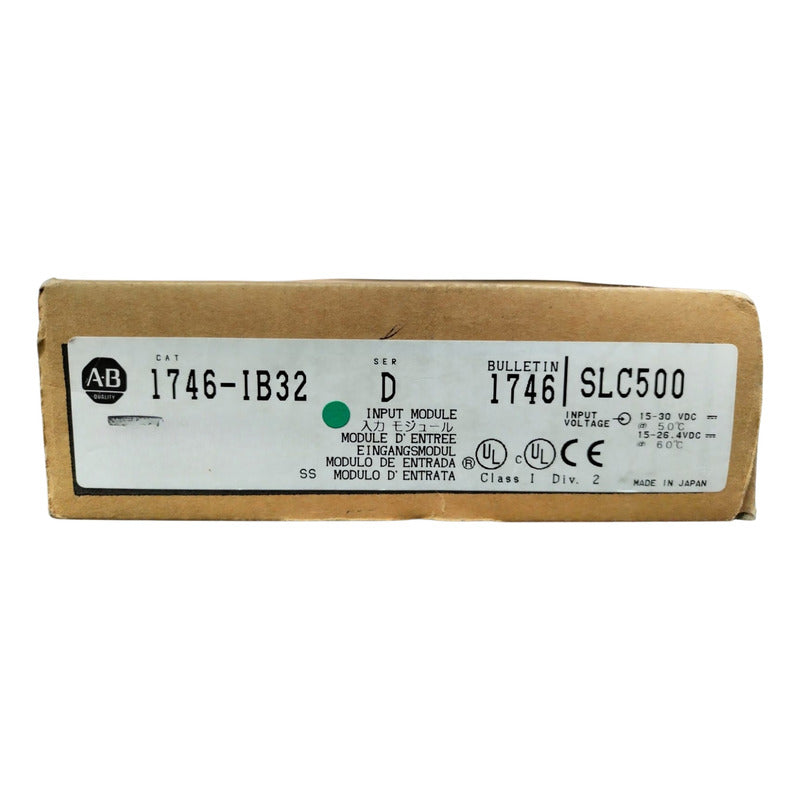 A-B
QUALITY
CAT
1746-IB32
SER
D
BULLETIN
1746
SLC500
INPUT MODULE
入力 モジュール
MODULE D'ENTREE
EINGANGSMODUL
MODULO DE ENTRADA
SS MODULO D'ENTRATA
INPUT
VOLTAGE
15-30 VDC
@ 50℃
15-26.4VDC
@ 60℃
® UL c UL CE
Class I Div. 2
MADE IN JAPAN